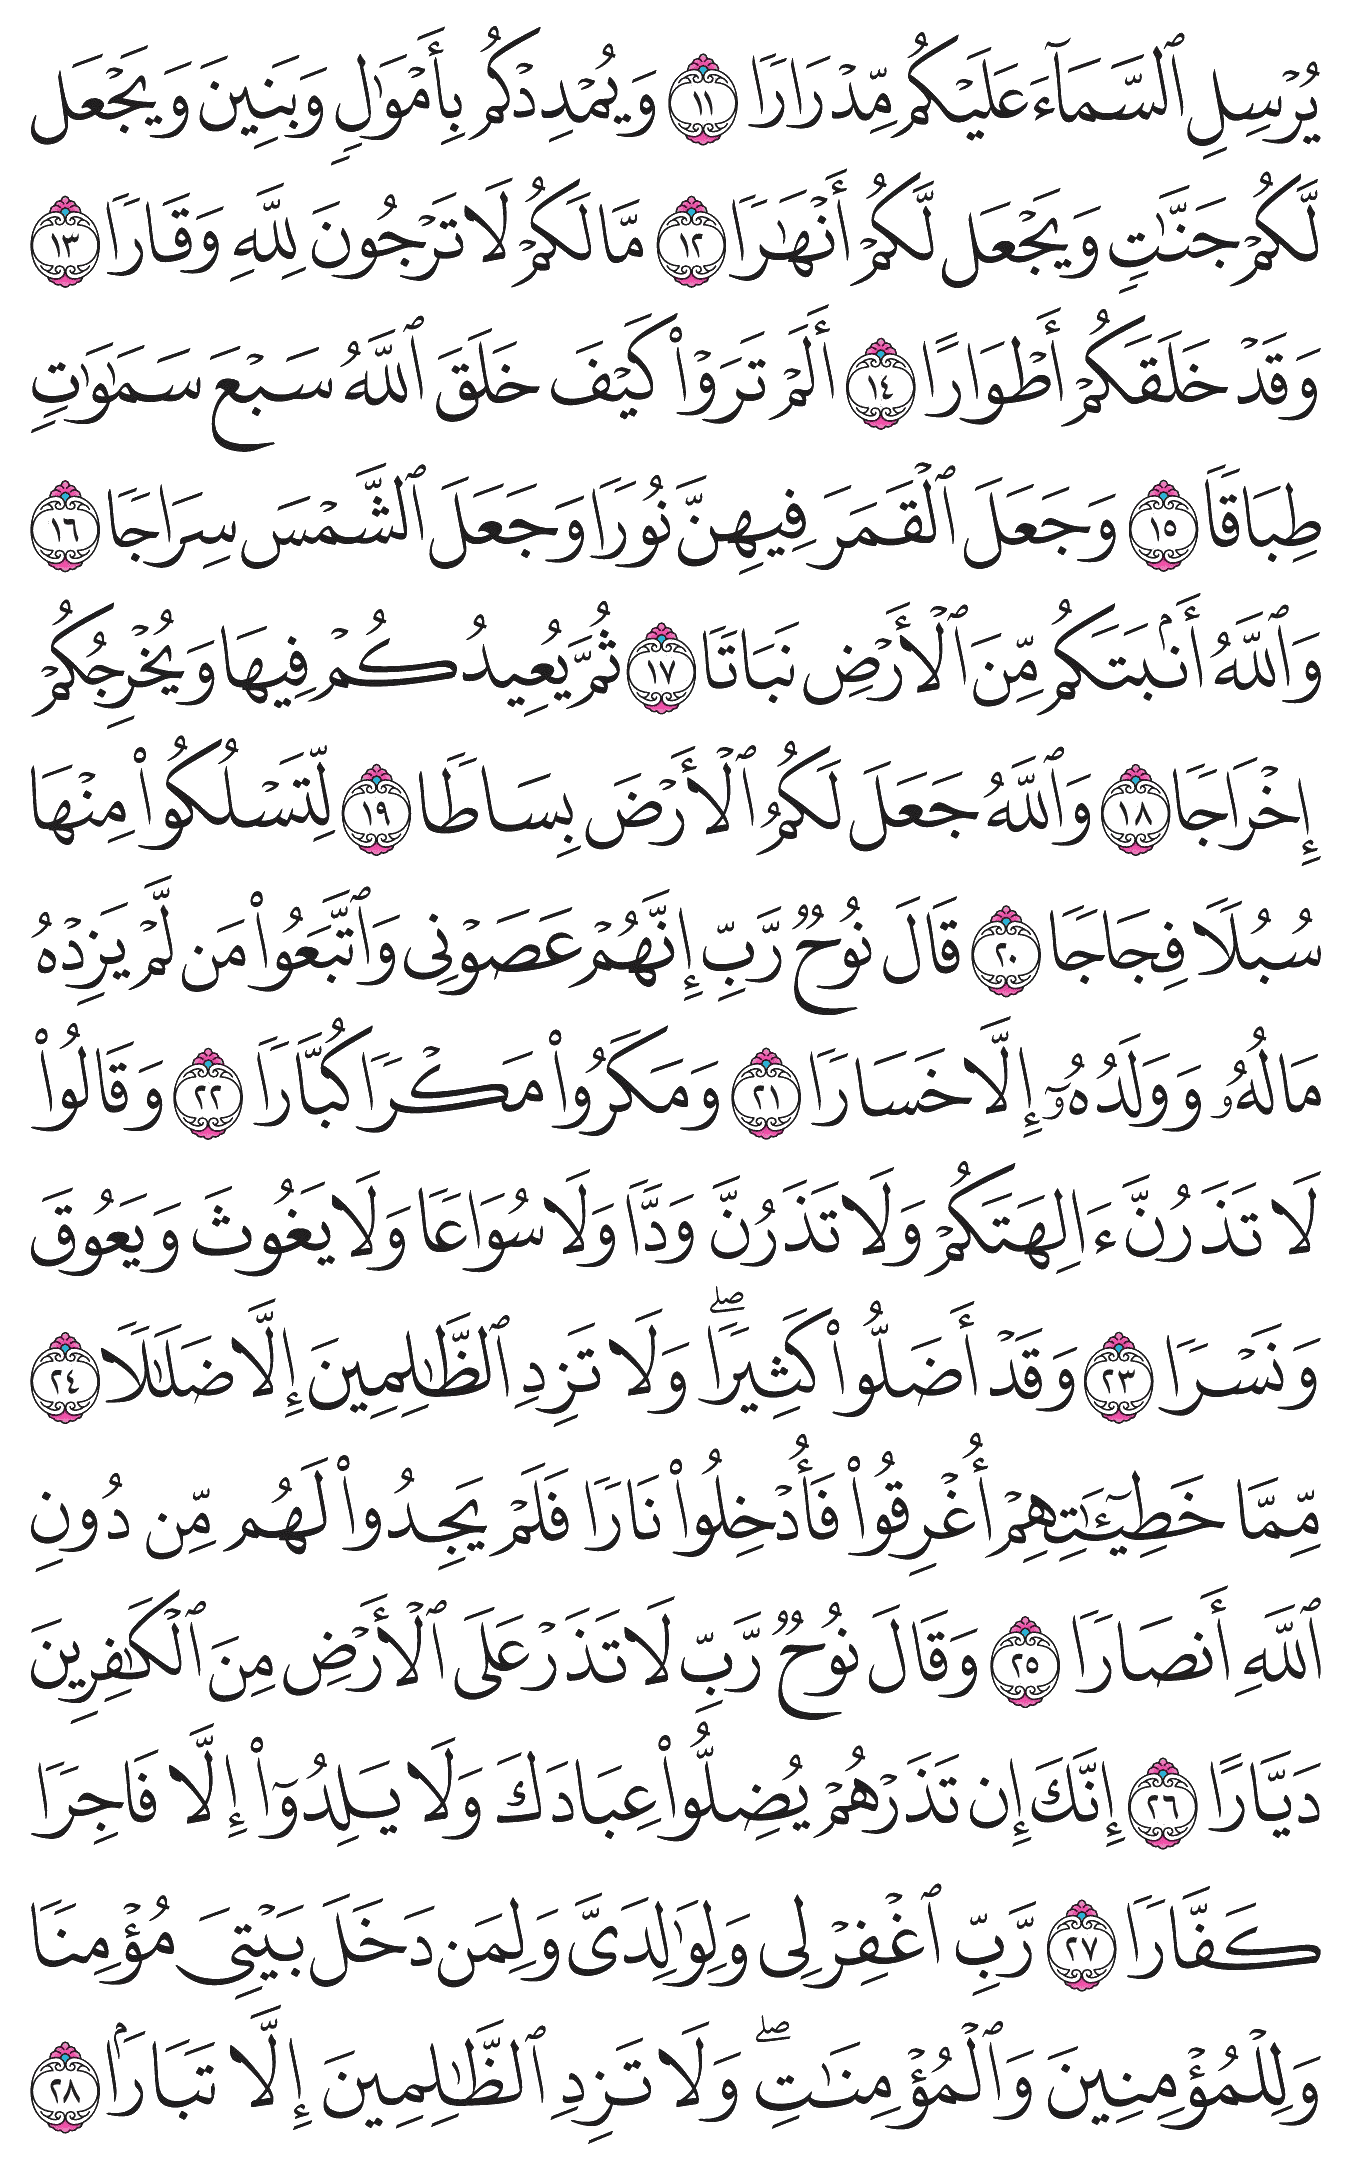 يُرْسِلِ ٱلسَّمَآءَ عَلَيْكُم مِّدْرَارًا ١١ وَيُمْدِدْكُم بِأَمْوَٰلٍ وَبَنِينَ وَيَجْعَل
لَّكُمْ جَنَّٰتٍ وَيَجْعَل لَّكُمْ أَنْهَٰرًا ١٢ مَّا لَكُمْ لَا تَرْجُونَ لِلَّهِ وَقَارًا ١٣
وَقَدْ خَلَقَكُمْ أَطْوَارًا ١٤ أَلَمْ تَرَوْا۟ كَيْفَ خَلَقَ ٱللَّهُ سَبْعَ سَمَٰوَٰتٍ
طِبَاقًا ١٥ وَجَعَلَ ٱلْقَمَرَ فِيهِنَّ نُورًا وَجَعَلَ ٱلشَّمْسَ سِرَاجًا ١٦
وَٱللَّهُ أَنۢبَتَكُم مِّنَ ٱلْأَرْضِ نَبَاتًا ١٧ ثُمَّ يُعِيدُكُمْ فِيهَا وَيُخْرِجُكُمْ
إِخْرَاجًا ١٨ وَٱللَّهُ جَعَلَ لَكُمُ ٱلْأَرْضَ بِسَاطًا ١٩ لِّتَسْلُكُوا۟ مِنْهَا
سُبُلًا فِجَاجًا ٢٠ قَالَ نُوحٌ رَّبِّ إِنَّهُمْ عَصَوْنِى وَٱتَّبَعُوا۟ مَن لَّمْ يَزِدْهُ
مَالُهُۥ وَوَلَدُهُۥٓ إِلَّا خَسَارًا ٢١ وَمَكَرُوا۟ مَكْرًا كُبَّارًا ٢٢ وَقَالُوا۟
لَا تَذَرُنَّ ءَالِهَتَكُمْ وَلَا تَذَرُنَّ وَدًّا وَلَا سُوَاعًا وَلَا يَغُوثَ وَيَعُوقَ
وَنَسْرًا ٢٣ وَقَدْ أَضَلُّوا۟ كَثِيرًا ۖ وَلَا تَزِدِ ٱلظَّٰلِمِينَ إِلَّا ضَلَٰلًا ٢٤
مِّمَّا خَطِيٓـَٰٔتِهِمْ أُغْرِقُوا۟ فَأُدْخِلُوا۟ نَارًا فَلَمْ يَجِدُوا۟ لَهُم مِّن دُونِ
ٱللَّهِ أَنصَارًا ٢٥ وَقَالَ نُوحٌ رَّبِّ لَا تَذَرْ عَلَى ٱلْأَرْضِ مِنَ ٱلْكَٰفِرِينَ
دَيَّارًا ٢٦ إِنَّكَ إِن تَذَرْهُمْ يُضِلُّوا۟ عِبَادَكَ وَلَا يَلِدُوٓا۟ إِلَّا فَاجِرًا
كَفَّارًا ٢٧ رَّبِّ ٱغْفِرْ لِى وَلِوَٰلِدَىَّ وَلِمَن دَخَلَ بَيْتِىَ مُؤْمِنًا
وَلِلْمُؤْمِنِينَ وَٱلْمُؤْمِنَٰتِ ۖ وَلَا تَزِدِ ٱلظَّٰلِمِينَ إِلَّا تَبَارًۢا ٢٨